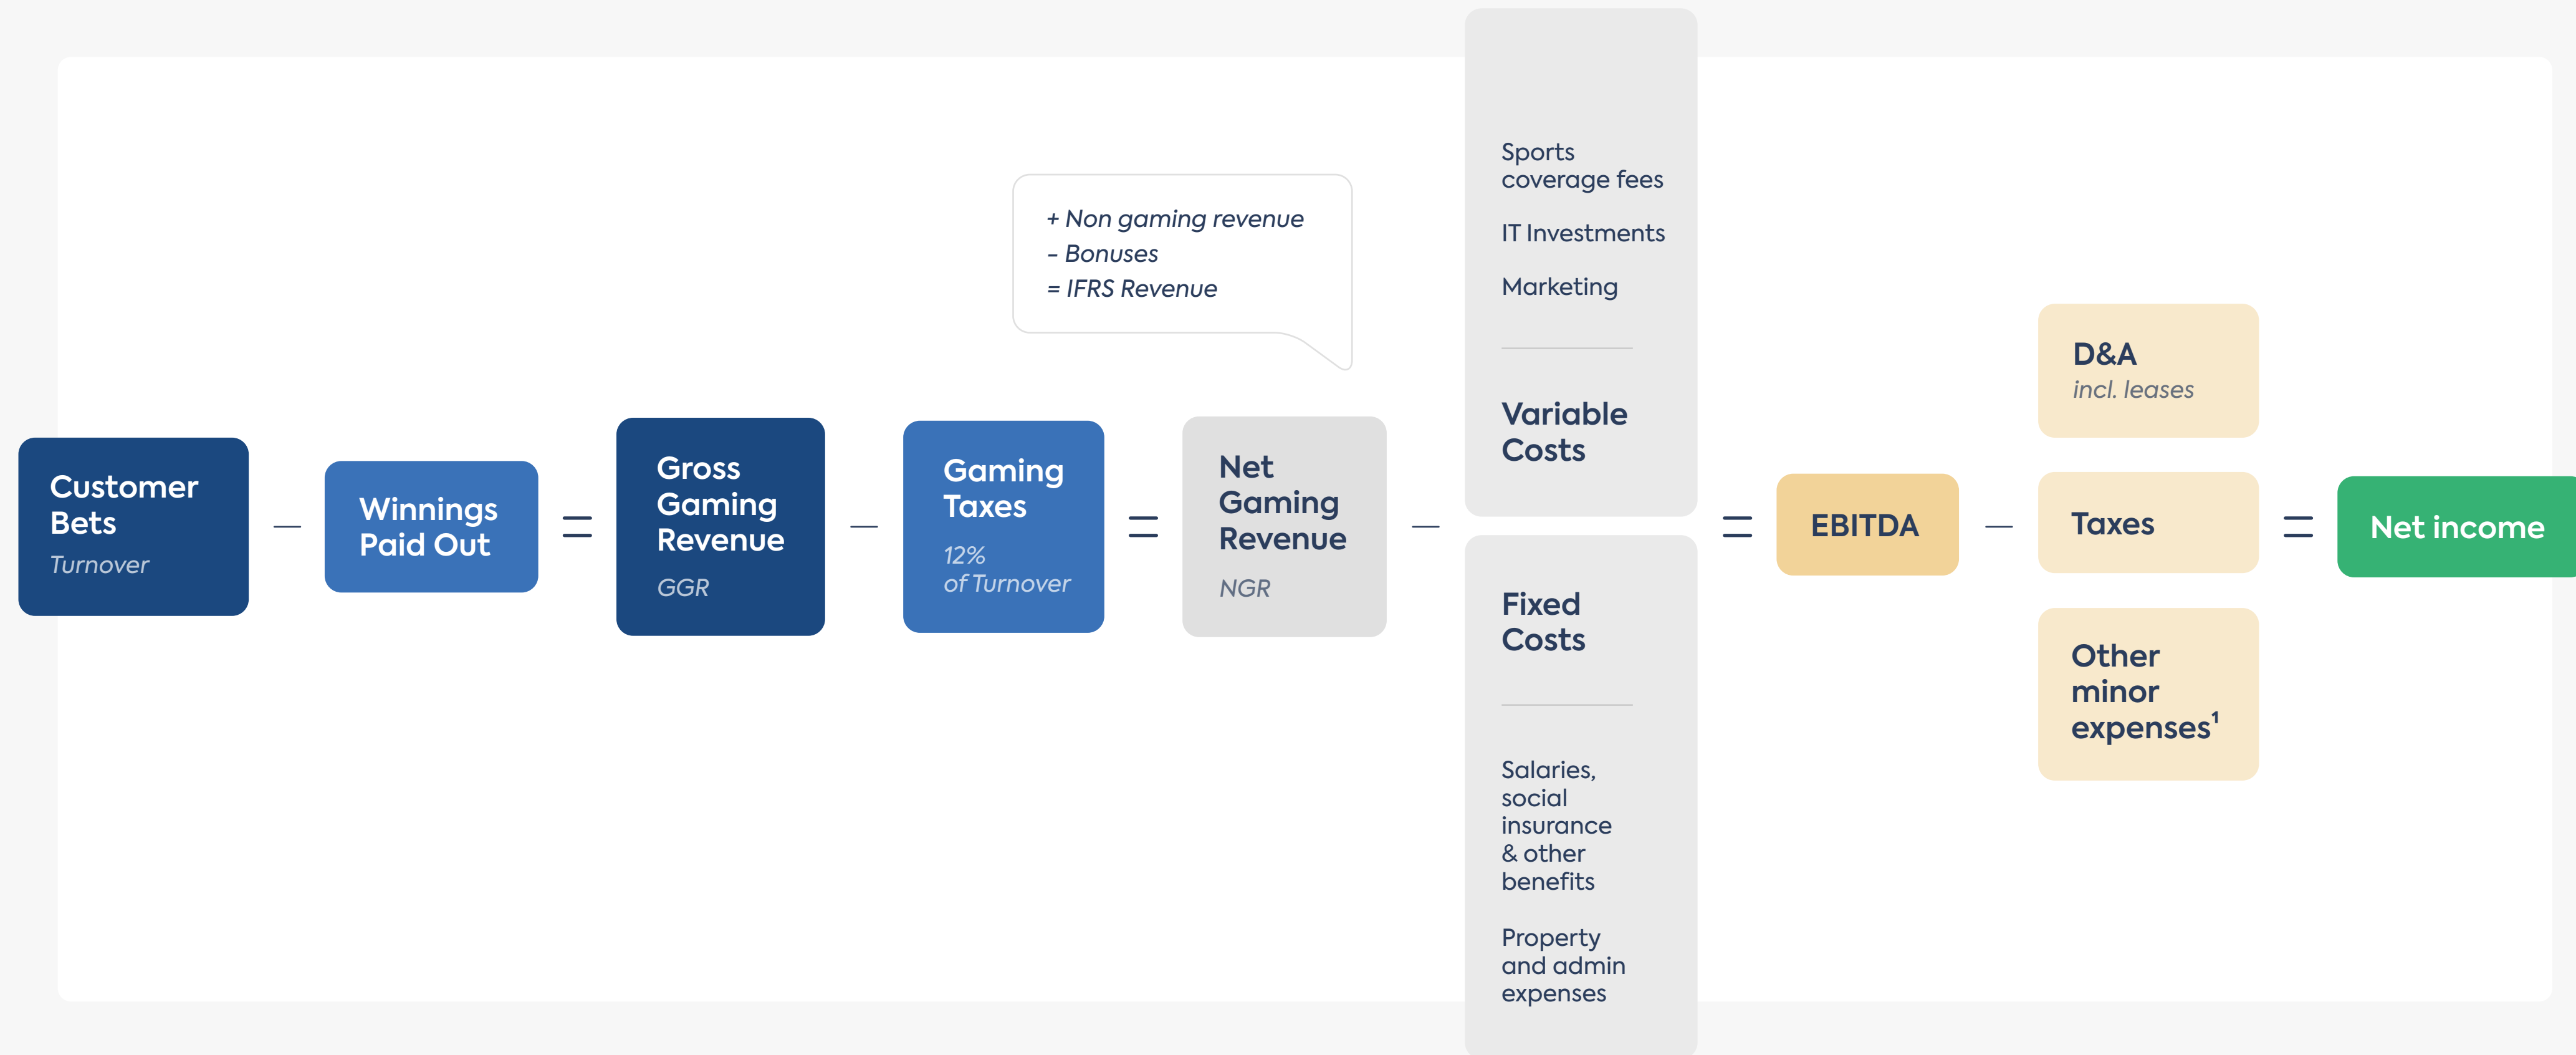 Customer
Bets
Turnover
—
Winnings
Paid Out
=
Gross
Gaming
Revenue
GGR
—
Gaming
Taxes
12%
of Turnover
=
+ Non gaming revenue
- Bonuses
= IFRS Revenue
Net
Gaming
Revenue
NGR
—
Sports
coverage fees
IT Investments
Marketing
Variable
Costs
Fixed
Costs
Salaries,
social
insurance
& other
benefits
Property
and admin
expenses
=
EBITDA
—
D&A
incl. leases
Taxes
Other
minor
expenses¹
=
Net income